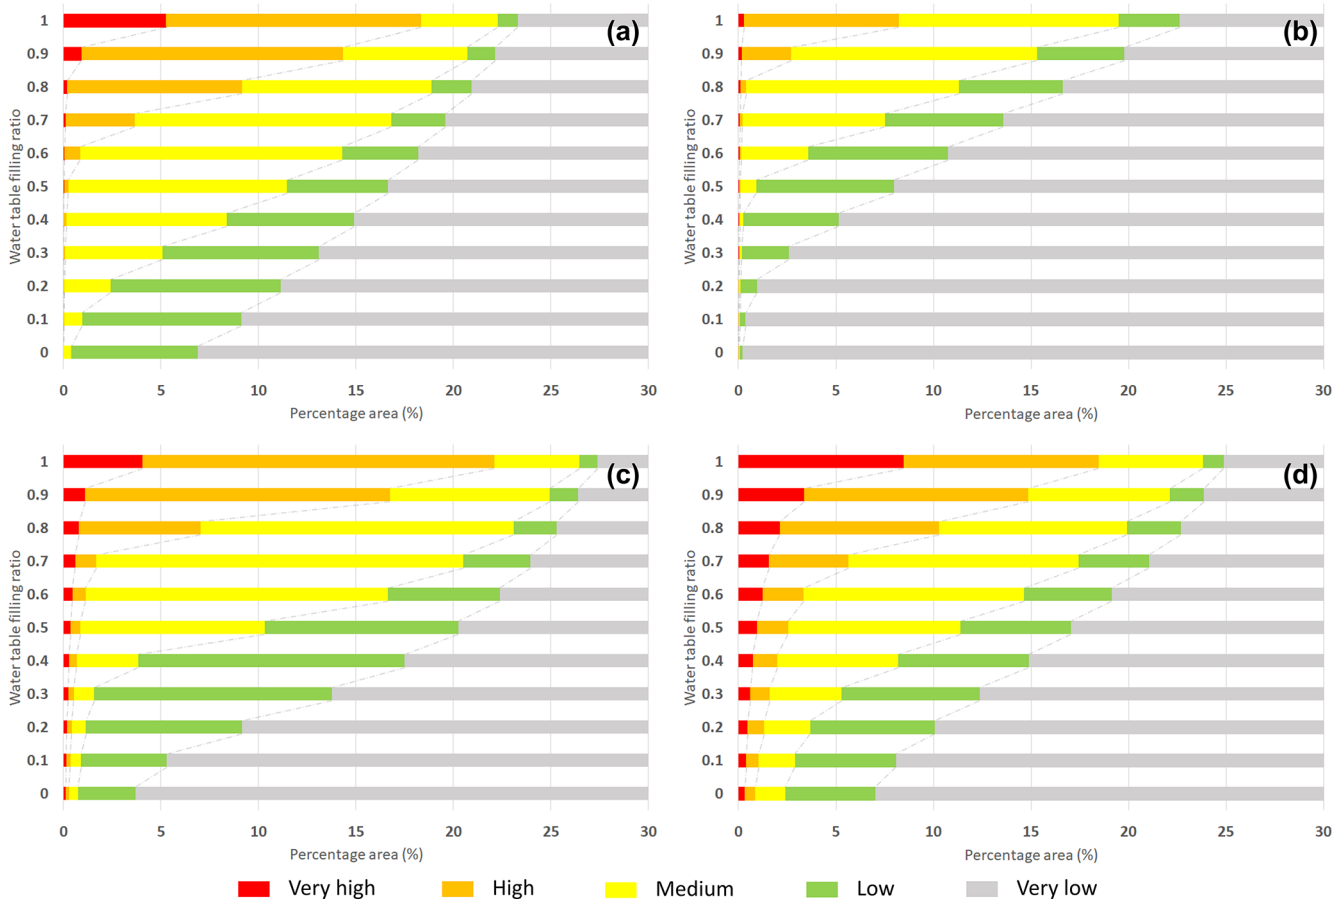 1
0.9
0.8
0.7
0.6
0.5
0.4
0.3
0.2
0.1
0
Water table filling ratio
(a)
0 5 10 15 20 25 30
Percentage area (%)
1
0.9
0.8
0.7
0.6
0.5
0.4
0.3
0.2
0.1
0
Water table filling ratio
(b)
0 5 10 15 20 25 30
Percentage area (%)
1
0.9
0.8
0.7
0.6
0.5
0.4
0.3
0.2
0.1
0
Water table filling ratio
(c)
0 5 10 15 20 25 30
Percentage area (%)
1
0.9
0.8
0.7
0.6
0.5
0.4
0.3
0.2
0.1
0
Water table filling ratio
(d)
0 5 10 15 20 25 30
Percentage area (%)
Very high High Medium Low Very low